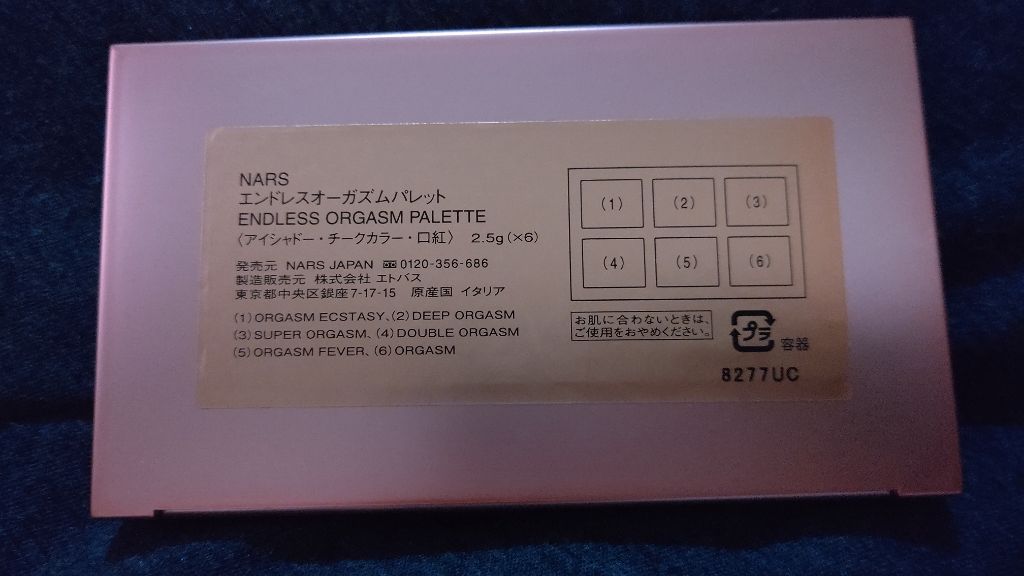 NARS
エンドレスオーガズムパレット
ENDLESS ORGASM PALETTE
〈アイシャドー・チークカラー・口紅〉 2.5g(×6)
発売元 NARS JAPAN 0120-356-686
製造販売元 株式会社 エトバス
東京都中央区銀座7-17-15 原産国 イタリア
(1)ORGASM ECSTASY、(2)DEEP ORGASM
(3)SUPER ORGASM、(4)DOUBLE ORGASM
(5)ORGASM FEVER、(6)ORGASM
(1) (2) (3)
(4) (5) (6)
お肌に合わないときは、
ご使用をおやめください。
プラ 容器
8277UC